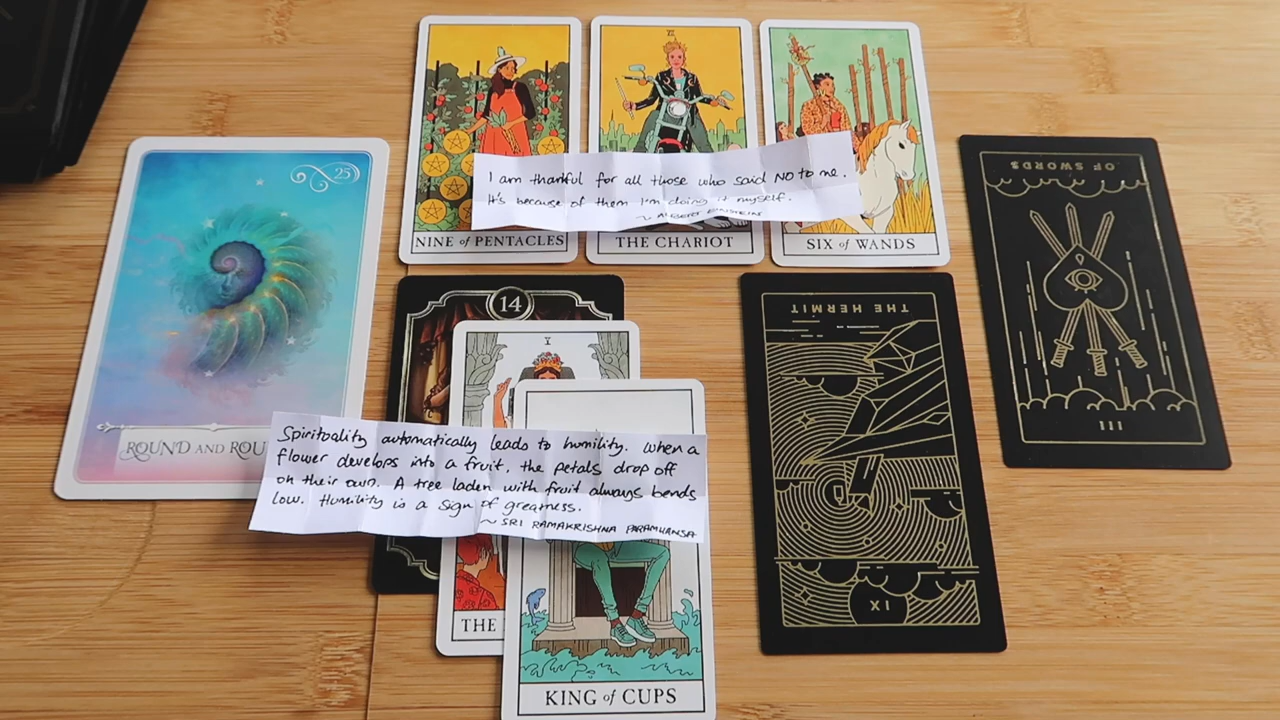 VII
NINE of PENTACLES
THE CHARIOT
SIX of WANDS
I am thankful for all those who said NO to me.
It's because of them I'm doing it myself.
~ ALBERT EINSTEIN
25
ROUND AND ROU
14
V
THE
Spirituality automatically leads to humility. When a
flower develops into a fruit, the petals drop off
on their own. A tree laden with fruit always bends
low. Humility is a sign of greatness.
~ SRI RAMAKRISHNA PARAMHANSA
KING of CUPS
THE HERMIT
IX
OF SWORDS
III